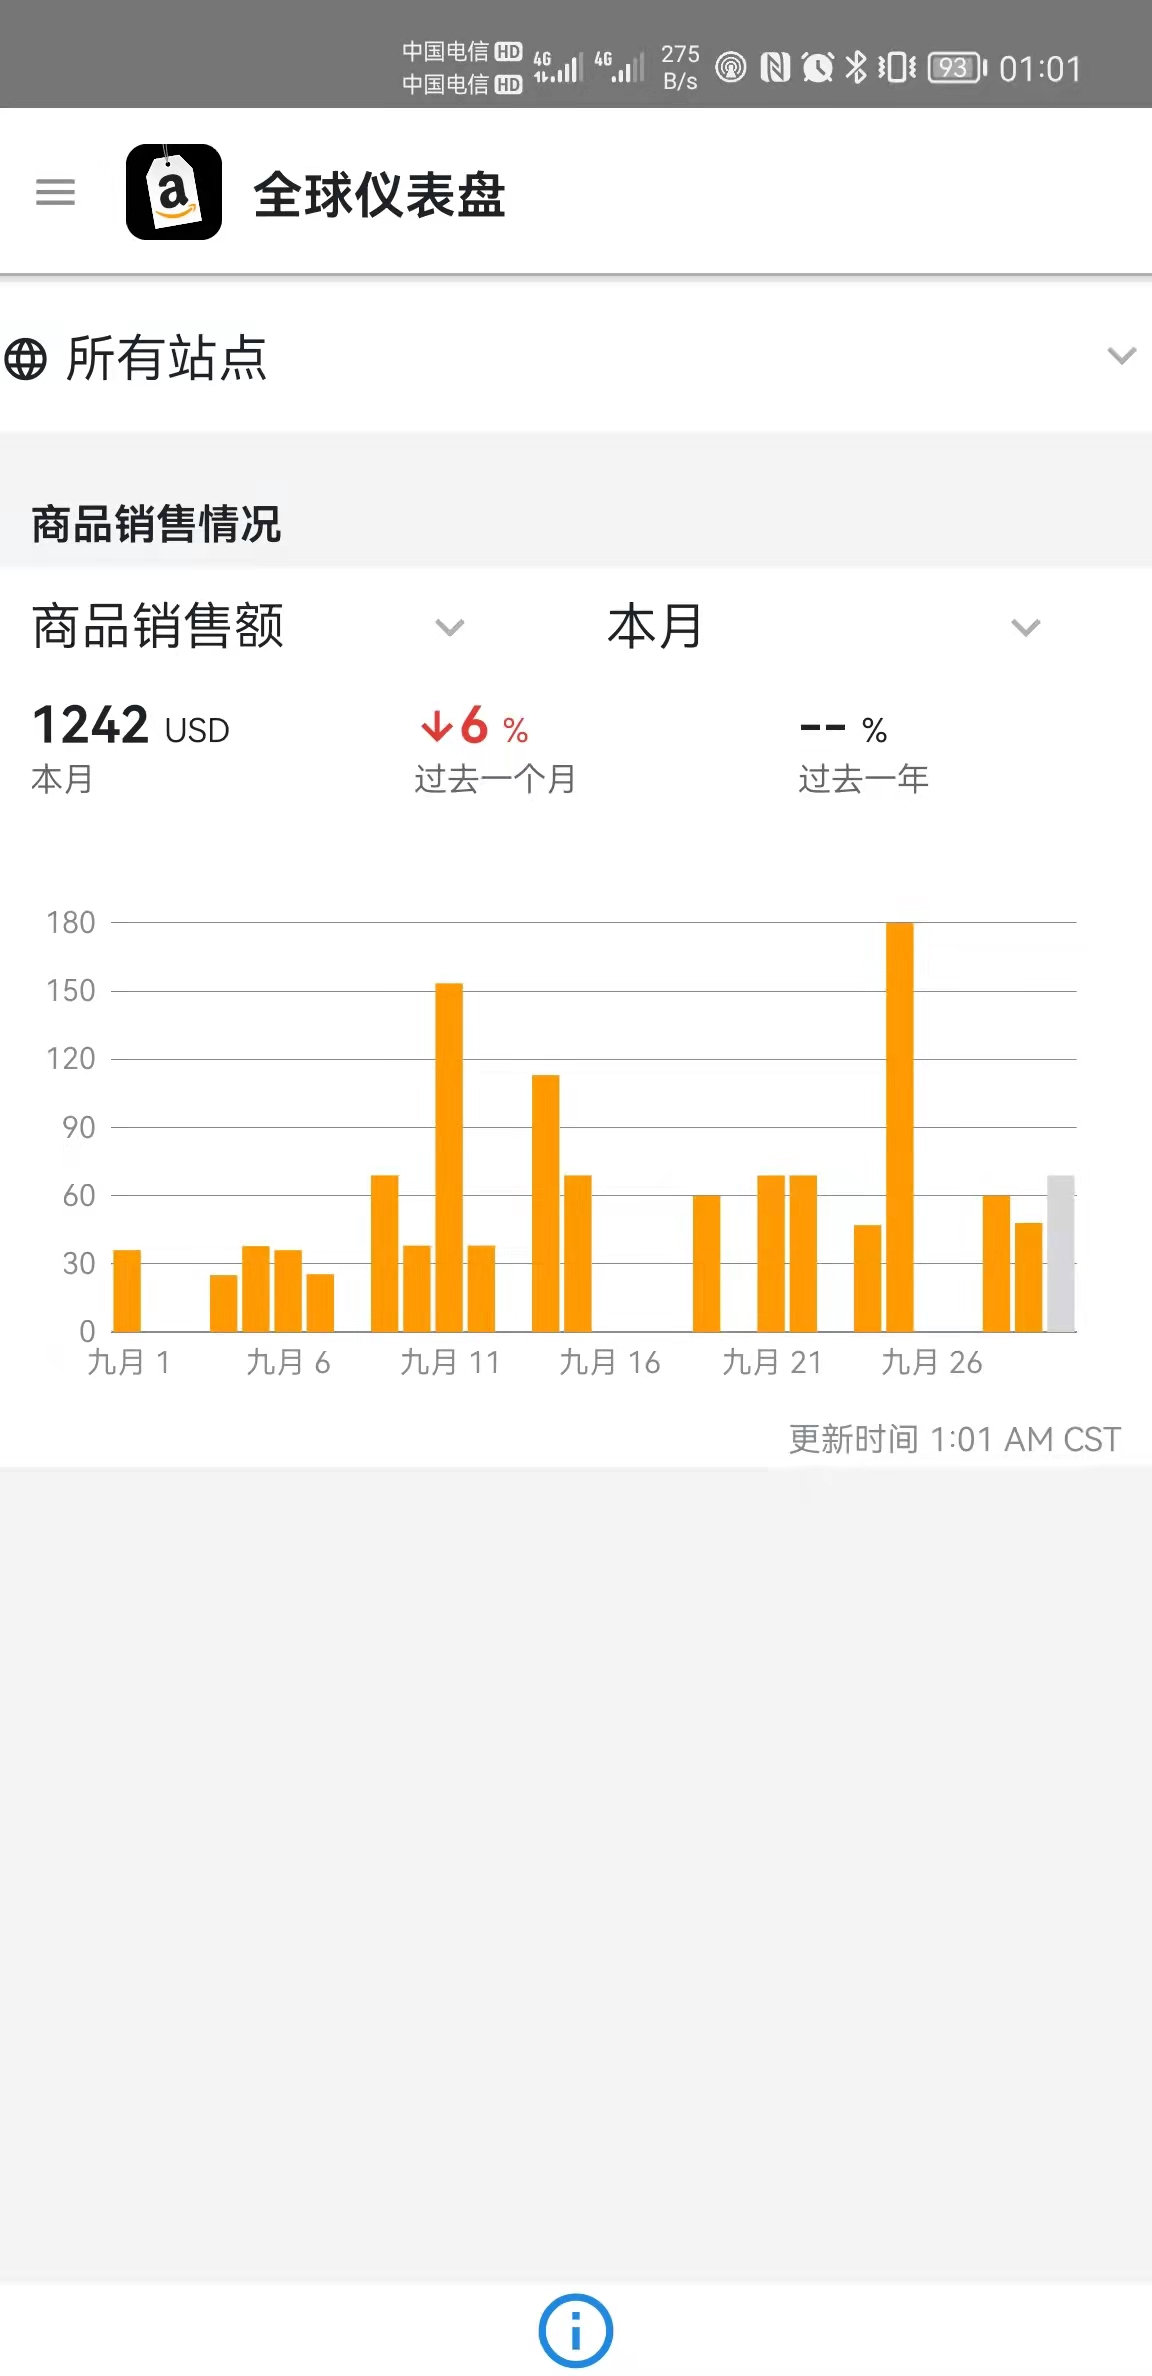 中国电信 HD 4G 4G 275 93 01:01
中国电信 HD B/s
a 全球仪表盘
所有站点
商品销售情况
商品销售额 本月
1242 USD ↓6 % -- %
本月 过去一个月 过去一年
180
150
120
90
60
30
0
九月 1 九月 6 九月 11 九月 16 九月 21 九月 26
更新时间 1:01 AM CST